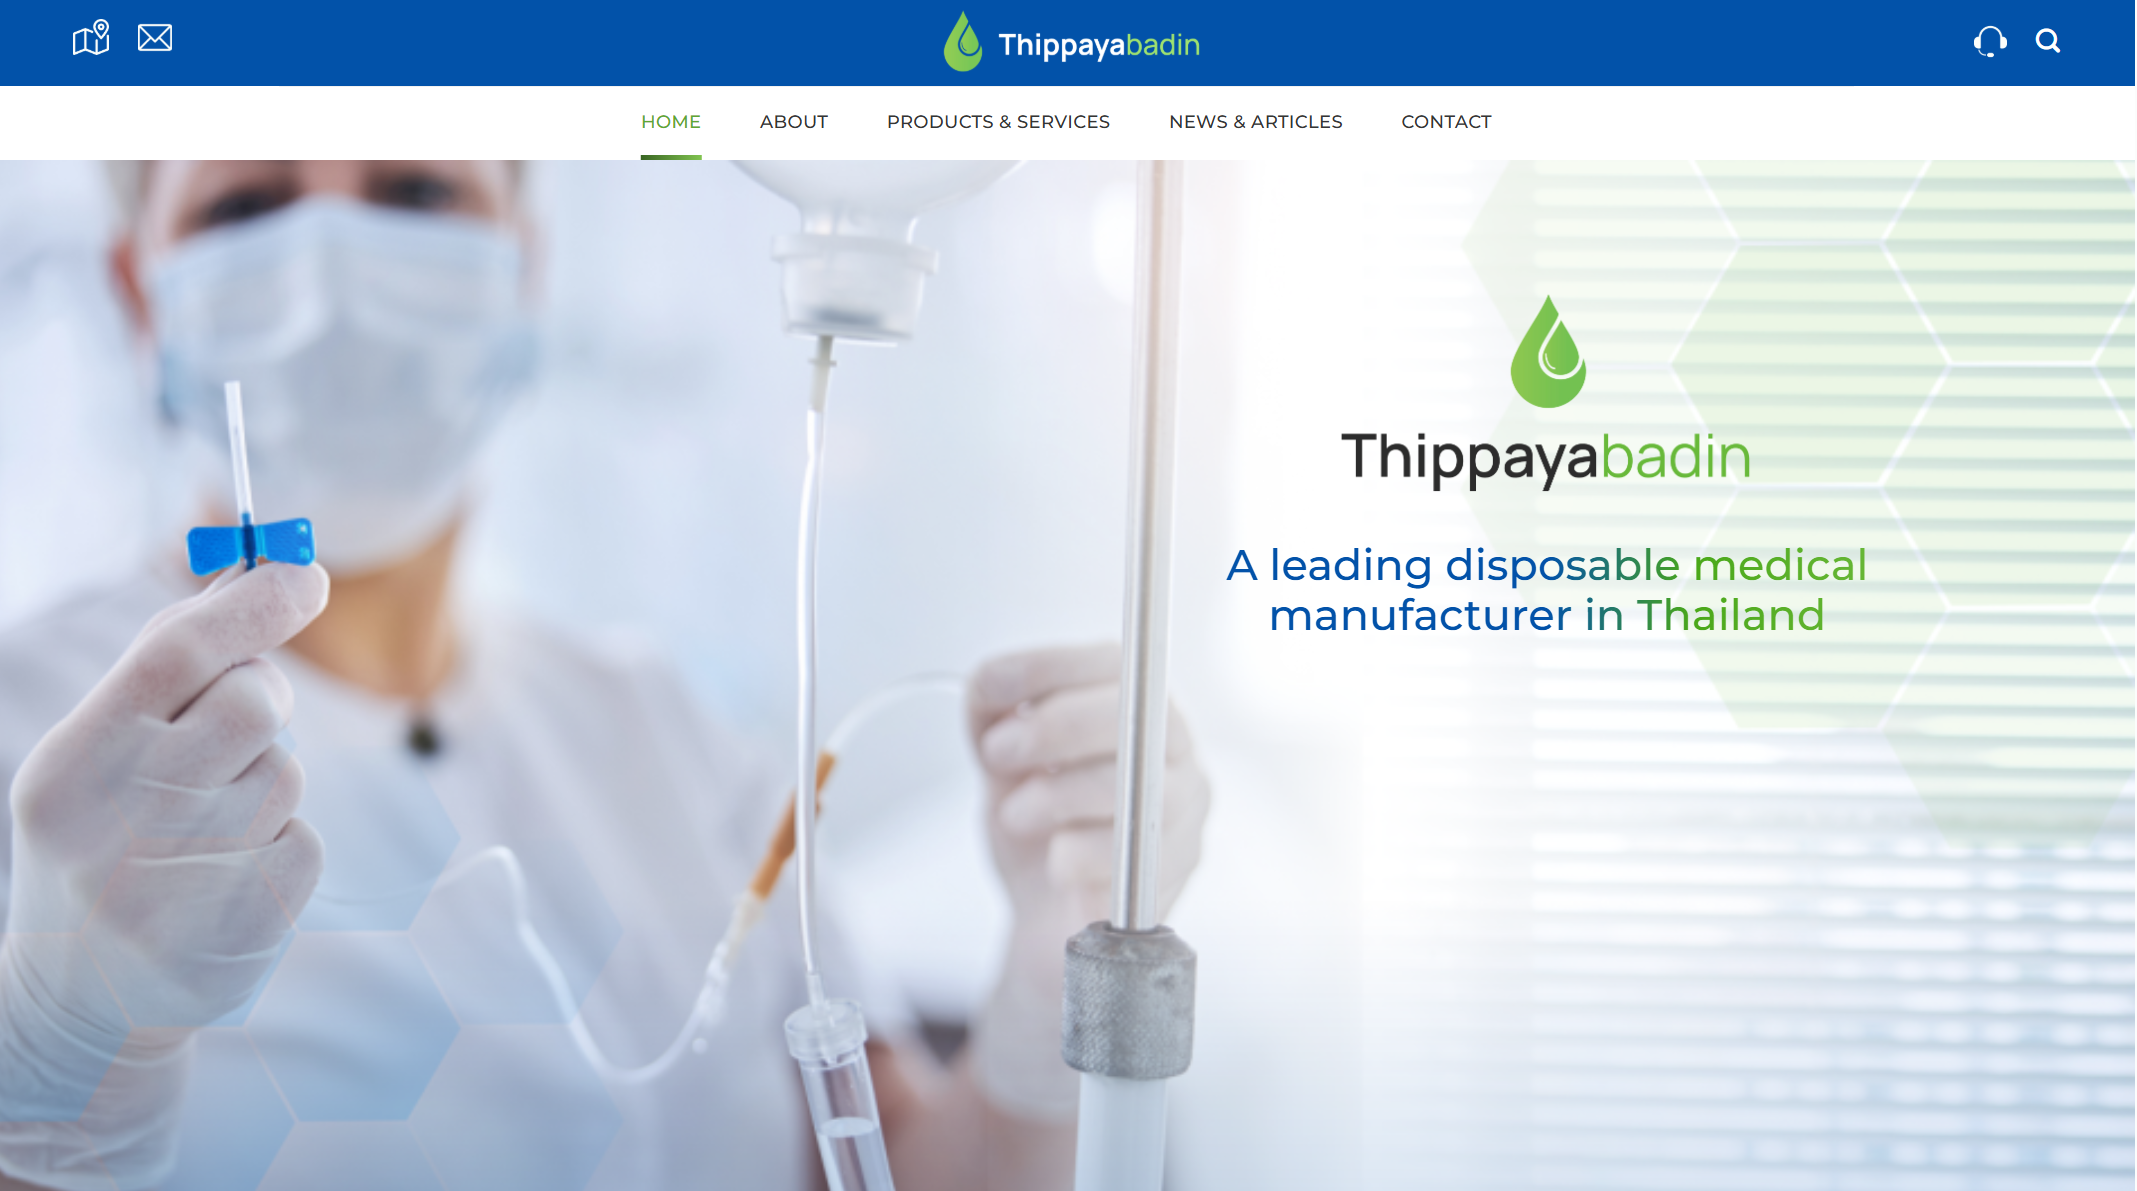 Thippayabadin
HOME
ABOUT
PRODUCTS & SERVICES
NEWS & ARTICLES
CONTACT
Thippayabadin
A leading disposable medical
manufacturer in Thailand